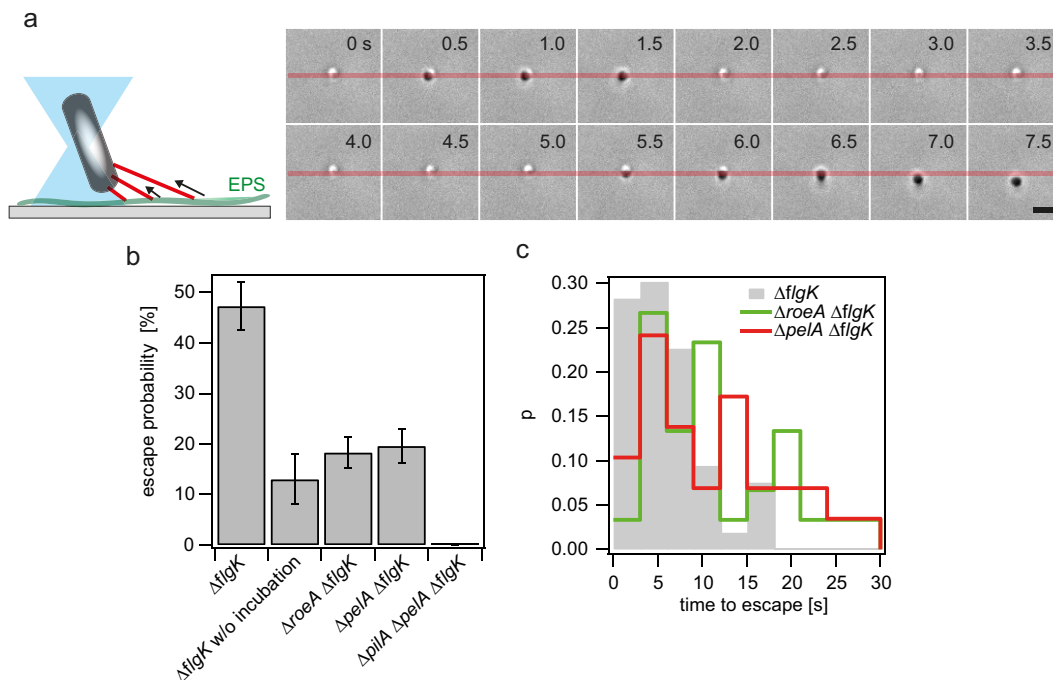 a
0 s 0.5 1.0 1.5 2.0 2.5 3.0 3.5
4.0 4.5 5.0 5.5 6.0 6.5 7.0 7.5
EPS
b
escape probability [%]
50
40
30
20
10
0
ΔflgK
ΔflgK w/o incubation
ΔroeA ΔflgK
ΔpelA ΔflgK
ΔpilA ΔpelA ΔflgK
c
p
0.30
0.25
0.20
0.15
0.10
0.05
0.00
ΔflgK
ΔroeA ΔflgK
ΔpelA ΔflgK
0 5 10 15 20 25 30
time to escape [s]